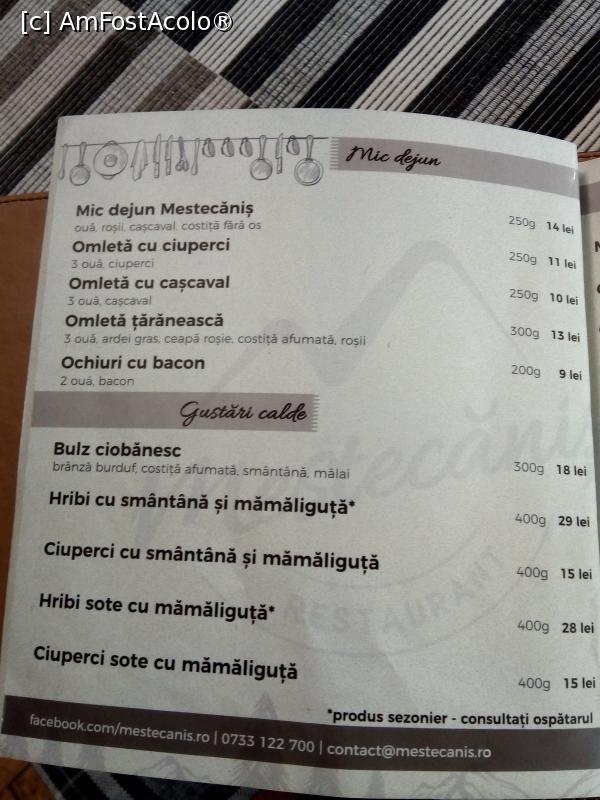 [c] AmFostAcolo®
Mic dejun
Mic dejun Mestecăniș 250g 14 lei
ouă, roșii, cașcaval, costiță fără os
Omletă cu ciuperci 250g 11 lei
3 ouă, ciuperci
Omletă cu cașcaval 250g 10 lei
3 ouă, cașcaval
Omletă țărănească 300g 13 lei
3 ouă, ardei gras, ceapă roșie, costiță afumată, roșii
Ochiuri cu bacon 200g 9 lei
2 ouă, bacon
Gustări calde
Bulz ciobănesc 300g 18 lei
brânză burduf, costiță afumată, smântână, mălai
Hribi cu smântână și mămăliguță* 400g 29 lei
Ciuperci cu smântână și mămăliguță 400g 15 lei
Hribi sote cu mămăliguță* 400g 28 lei
Ciuperci sote cu mămăliguță 400g 15 lei
RESTAURANT
*produs sezonier - consultați ospătarul
facebook.com/mestecanis.ro | 0733 122 700 | contact@mestecanis.ro